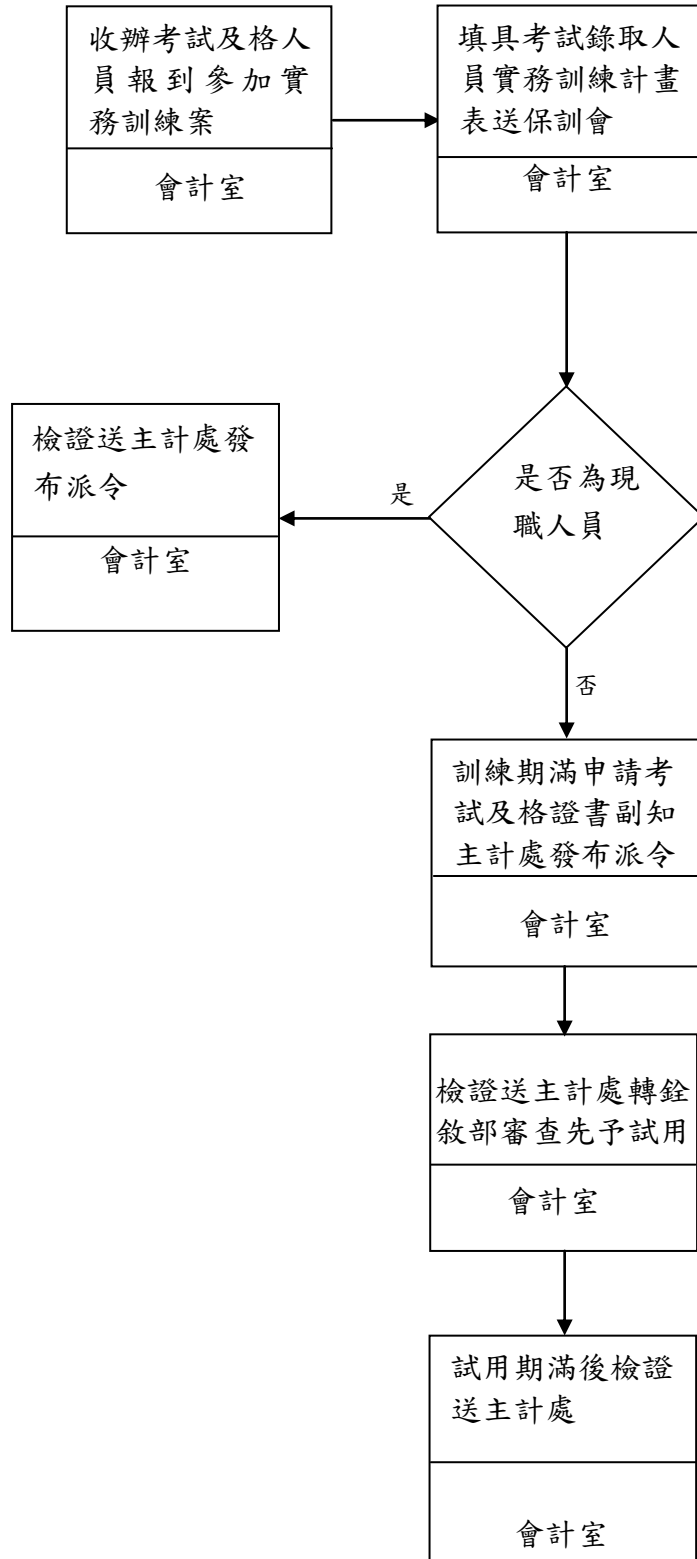 收辦考試及格人
員報到參加實
務訓練案
會計室
填具考試錄取人
員實務訓練計畫
表送保訓會
會計室
是否為現
職人員
是
檢證送主計處發
布派令
會計室
否
訓練期滿申請考
試及格證書副知
主計處發布派令
會計室
檢證送主計處轉銓
敘部審查先予試用
會計室
試用期滿後檢證
送主計處
會計室